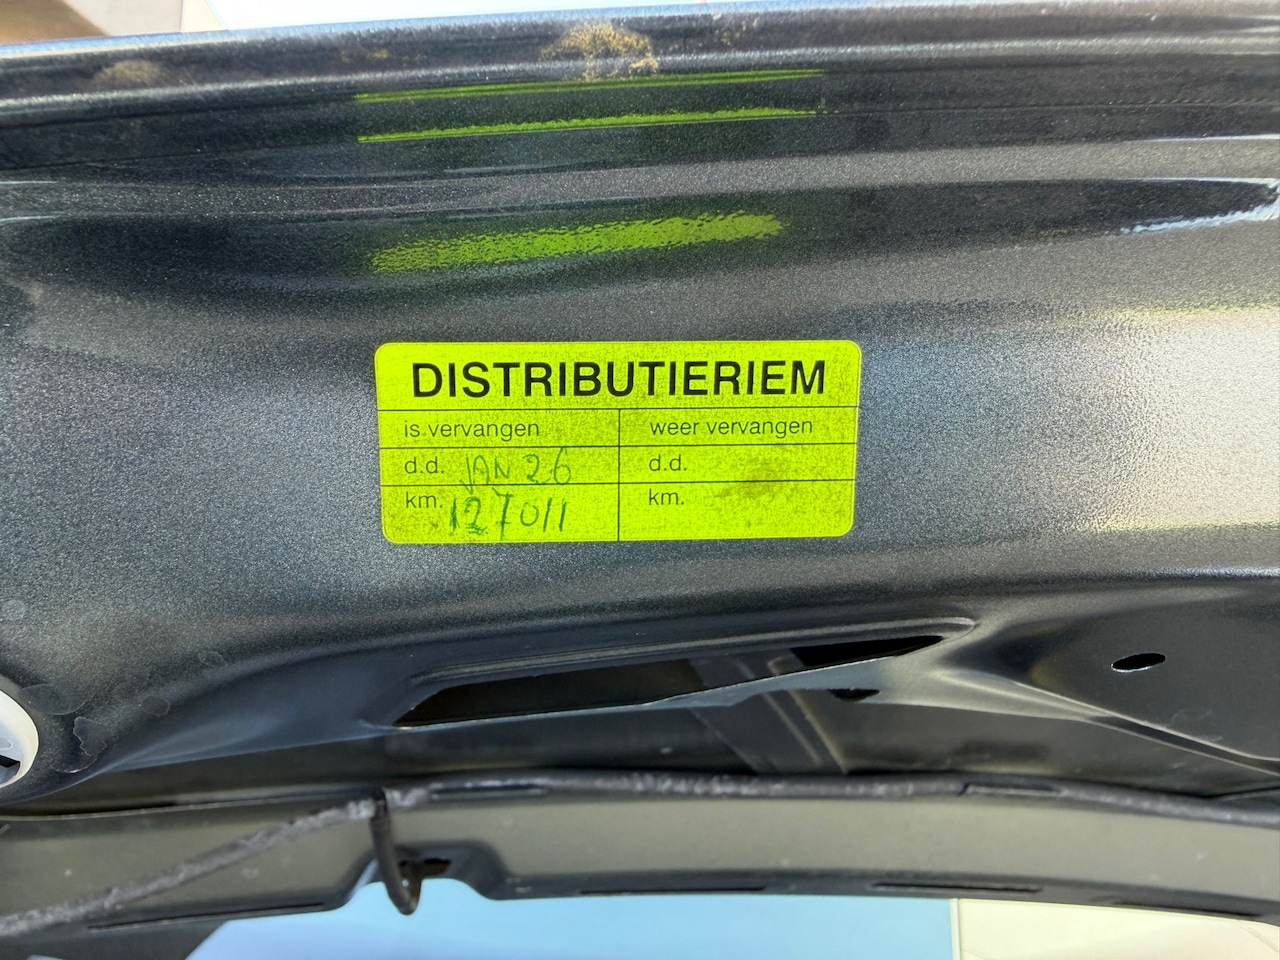 DISTRIBUTIERIEM
is vervangen weer vervangen
d.d. JAN 26 d.d.
km. 127011 km.